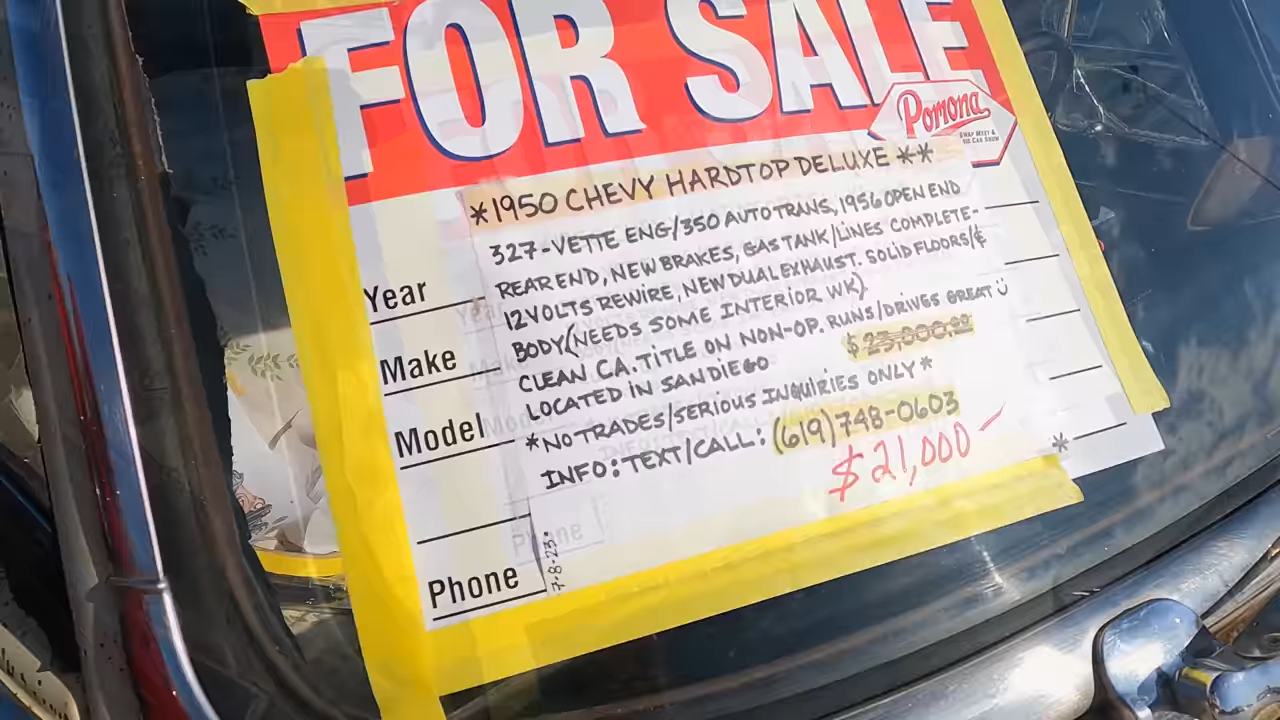 FOR SALE
Pomona
SWAP MEET &
*1950 CHEVY HARDTOP DELUXE **
327-VETTE ENG/350 AUTO TRANS, 1956 OPEN END
REAR END, NEW BRAKES, GAS TANK/LINES COMPLETE-
12 VOLTS REWIRE, NEW DUAL EXHAUST. SOLID FLOORS/&
BODY (NEEDS SOME INTERIOR WK).
CLEAN CA. TITLE ON NON-OP. RUNS/DRIVES GREAT
LOCATED IN SAN DIEGO $23,000.00
*NO TRADES/SERIOUS INQUIRIES ONLY*
INFO: TEXT/CALL: (619)748-0603
$21,000
*
Year
Make
Model
Phone
7-8-23